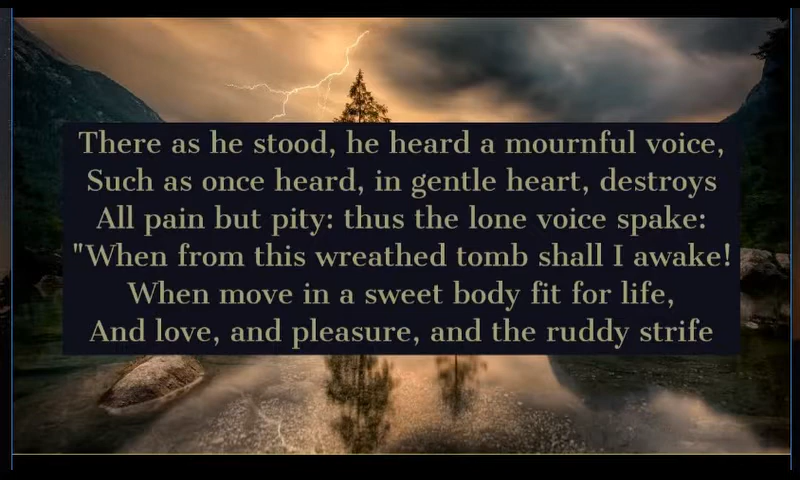 There as he stood, he heard a mournful voice,
Such as once heard, in gentle heart, destroys
All pain but pity: thus the lone voice spake:
"When from this wreathed tomb shall I awake!
When move in a sweet body fit for life,
And love, and pleasure, and the ruddy strife